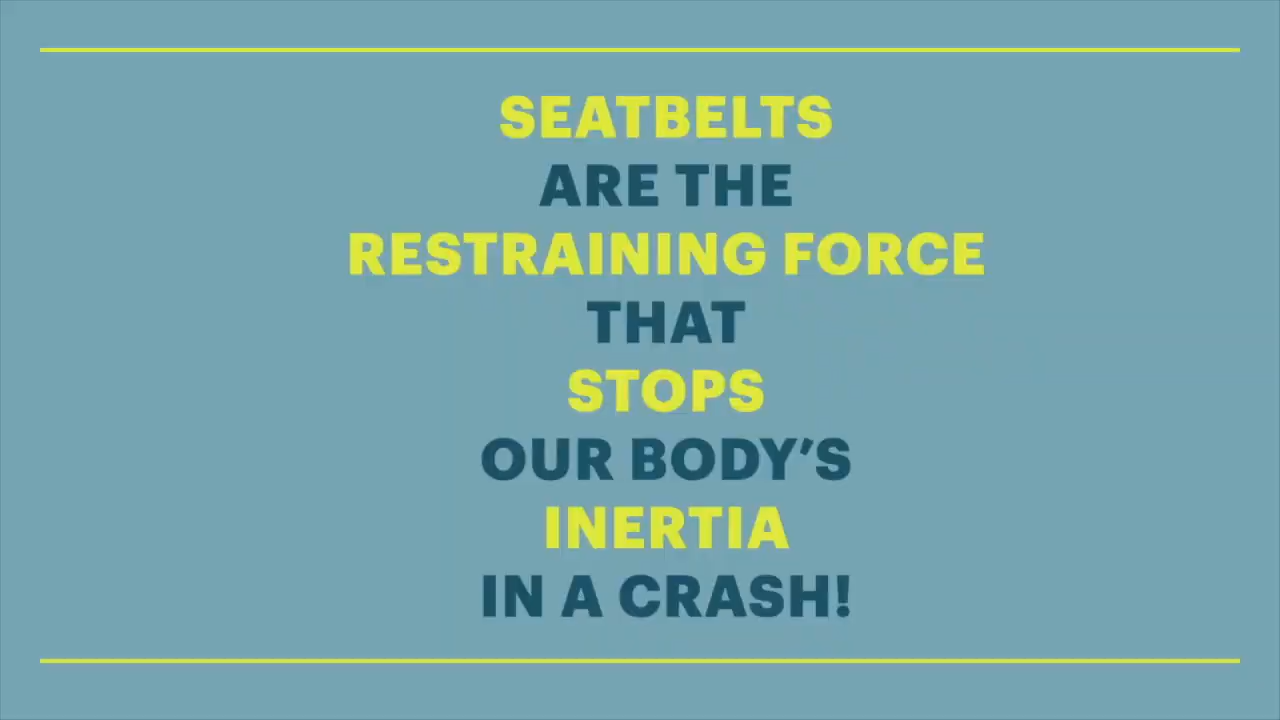 SEATBELTS
ARE THE
RESTRAINING FORCE
THAT
STOPS
OUR BODY’S
INERTIA
IN A CRASH!